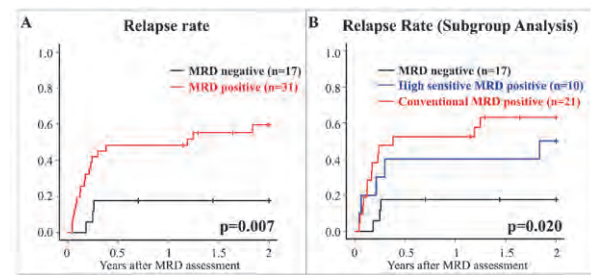 A
Relapse rate
1.0
0.8
0.6
0.4
0.2
0.0
MRD negative (n=17)
MRD positive (n=31)
p=0.007
0
0.5
1
1.5
2
Years after MRD assessment
B
Relapse Rate (Subgroup Analysis)
1.0
0.8
0.6
0.4
0.2
0.0
MRD negative (n=17)
High sensitive MRD positive (n=10)
Conventional MRD positive (n=21)
p=0.020
0
0.5
1
1.5
2
Years after MRD assessment